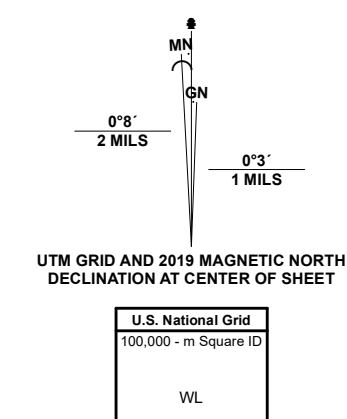 MN
GN
0°8´
2 MILS
0°3´
1 MILS
UTM GRID AND 2019 MAGNETIC NORTH
DECLINATION AT CENTER OF SHEET
U.S. National Grid
100,000 - m Square ID
WL